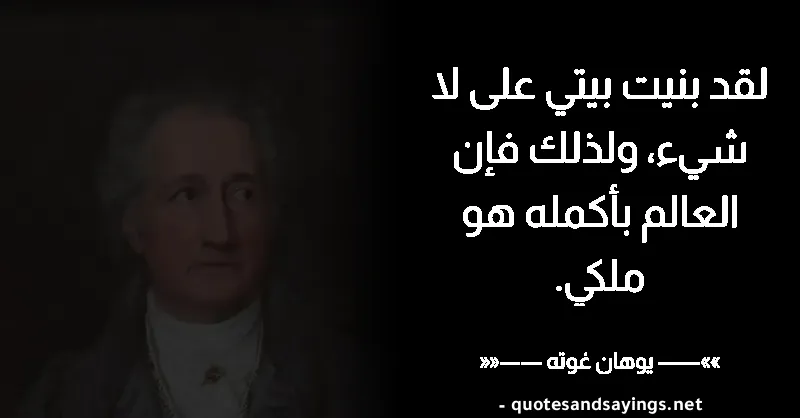 لقد بنيت بيتي على لا
شيء، ولذلك فإن
العالم بأكمله هو
ملكي.
»»—— يوهان غوته ——««
- quotesandsayings.net